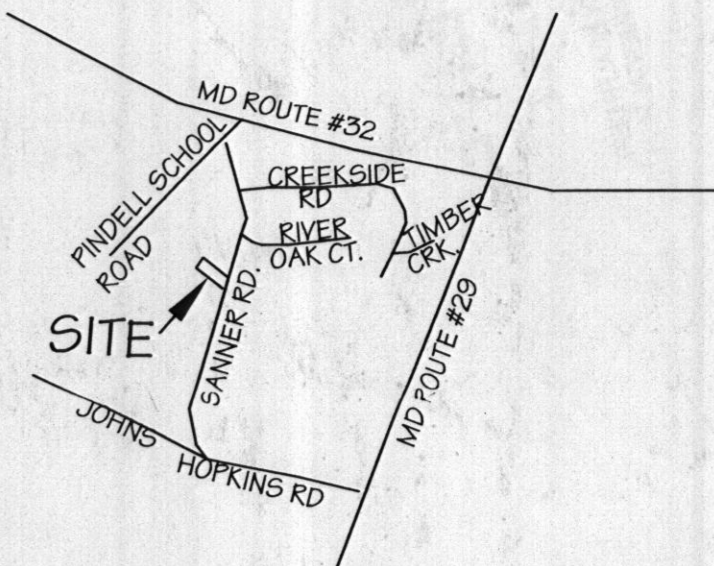 MD ROUTE #32
PINDELL SCHOOL
ROAD
CREEKSIDE
RD
RIVER
OAK CT.
TIMBER
CRK.
SITE
SANNER RD.
MD ROUTE #29
JOHNS
HOPKINS RD